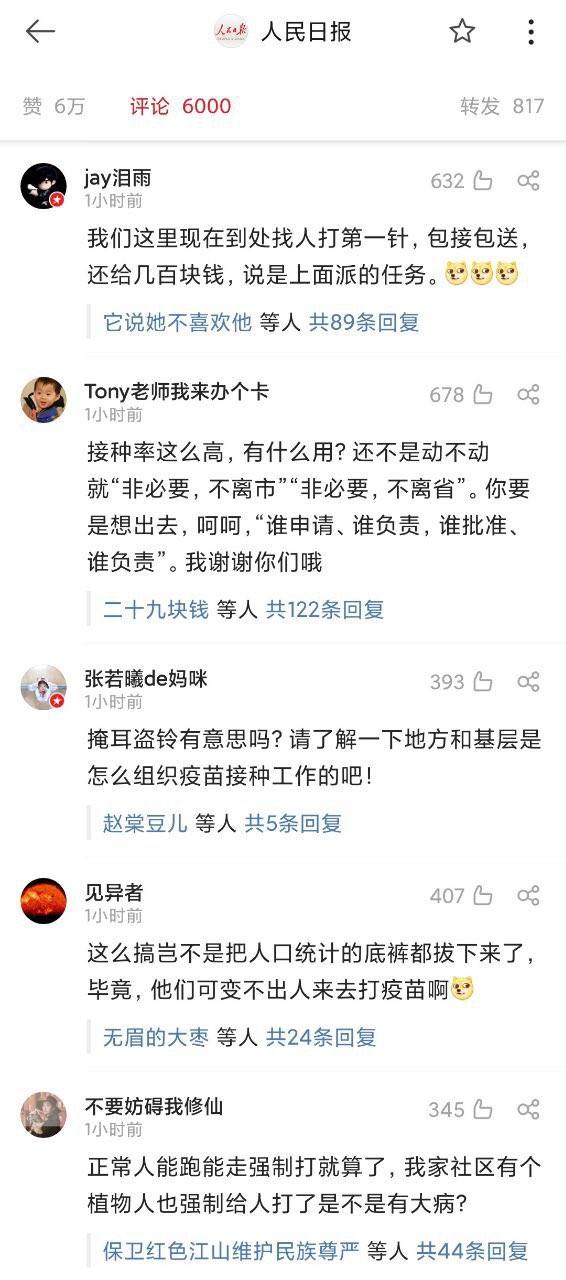 人民日报
赞 6万 评论 6000 转发 817
jay泪雨 632
1小时前
我们这里现在到处找人打第一针，包接包送，
还给几百块钱，说是上面派的任务。
它说她不喜欢他 等人 共89条回复
Tony老师我来办个卡 678
1小时前
接种率这么高，有什么用？还不是动不动
就“非必要，不离市”“非必要，不离省”。你要
是想出去，呵呵，“谁申请、谁负责，谁批准、
谁负责”。我谢谢你们哦
二十九块钱 等人 共122条回复
张若曦de妈咪 393
1小时前
掩耳盗铃有意思吗？请了解一下地方和基层是
怎么组织疫苗接种工作的吧！
赵棠豆儿 等人 共5条回复
见异者 407
1小时前
这么搞岂不是把人口统计的底裤都拔下来了，
毕竟，他们可变不出人来去打疫苗啊
无眉的大枣 等人 共24条回复
不要妨碍我修仙 345
1小时前
正常人能跑能走强制打就算了，我家社区有个
植物人也强制给人打了是不是有大病？
保卫红色江山维护民族尊严 等人 共44条回复